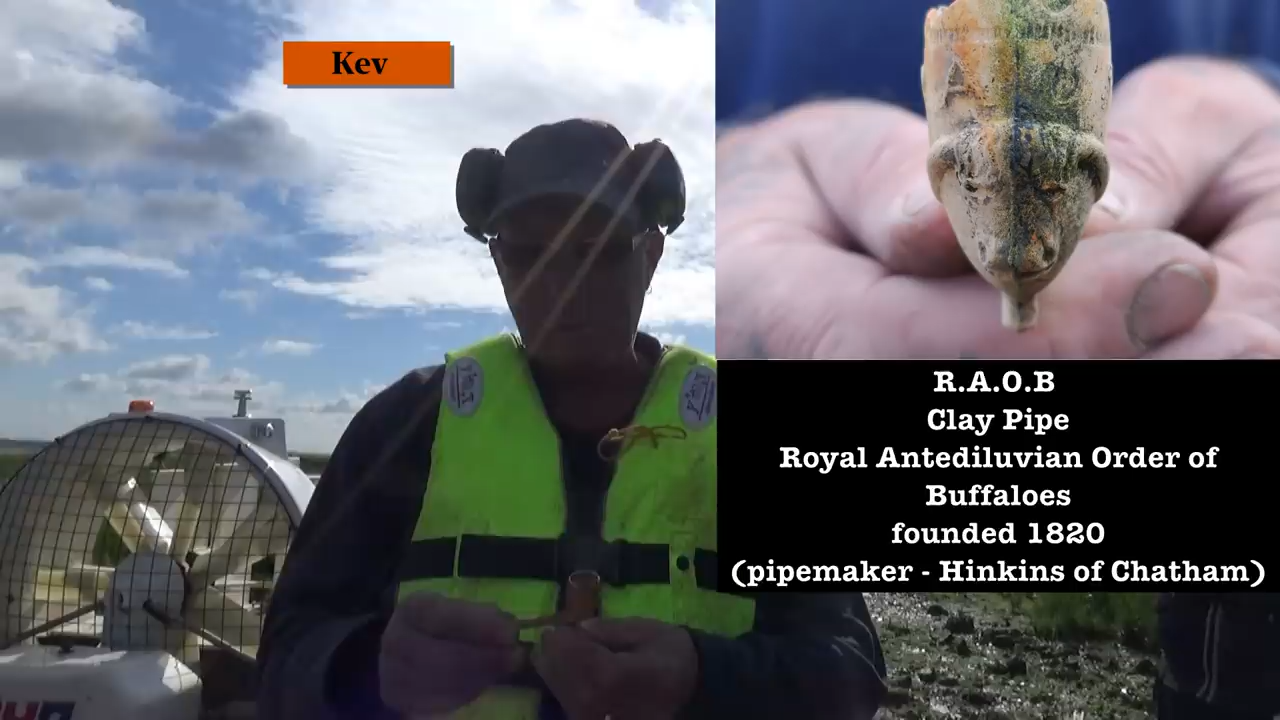 Kev
R.A.O.B
Clay Pipe
Royal Antediluvian Order of
Buffaloes
founded 1820
(pipemaker - Hinkins of Chatham)